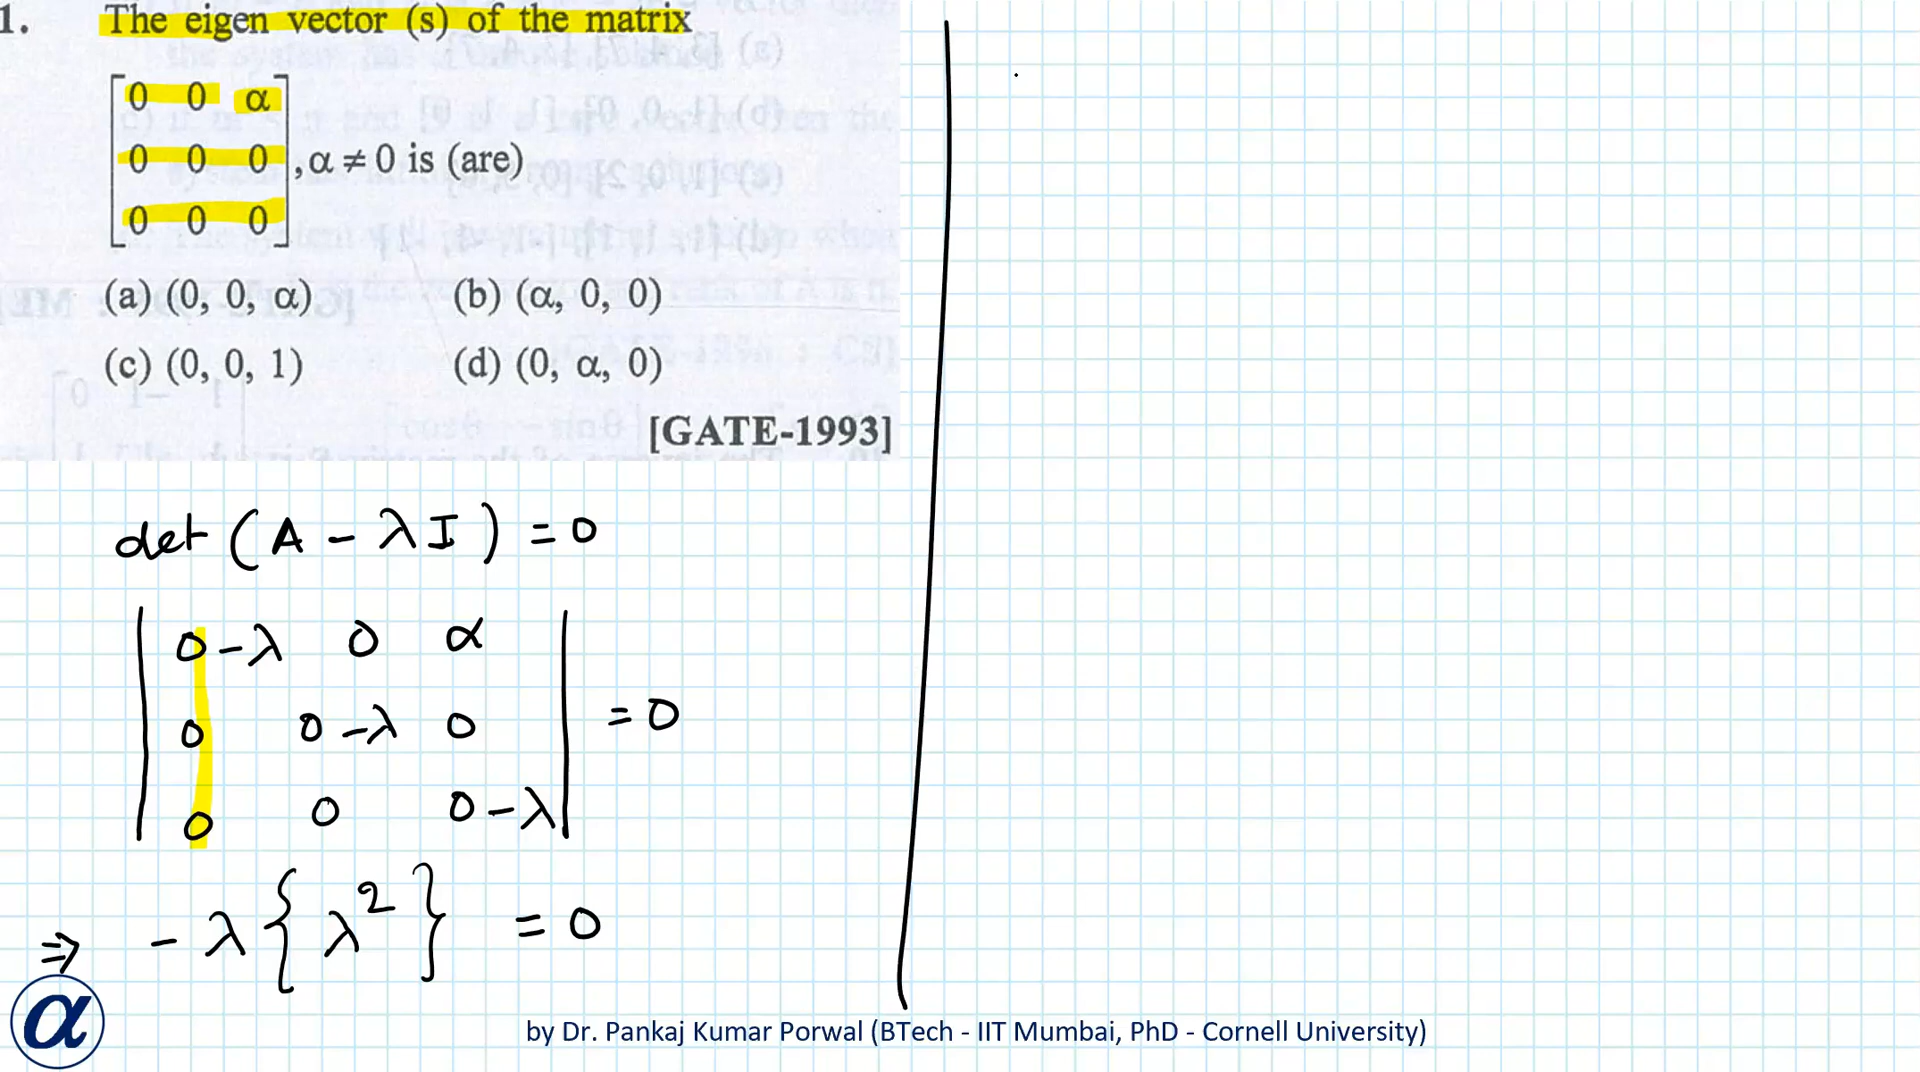 1. The eigen vector (s) of the matrix
[0 0 α
0 0 0
0 0 0], α ≠ 0 is (are)
(a) (0, 0, α) (b) (α, 0, 0)
(c) (0, 0, 1) (d) (0, α, 0)
[GATE-1993]
det (A - λI) = 0
| 0-λ 0 α |
| 0 0-λ 0 | = 0
| 0 0 0-λ |
⇒ -λ{λ²} = 0
α
by Dr. Pankaj Kumar Porwal (BTech - IIT Mumbai, PhD - Cornell University)